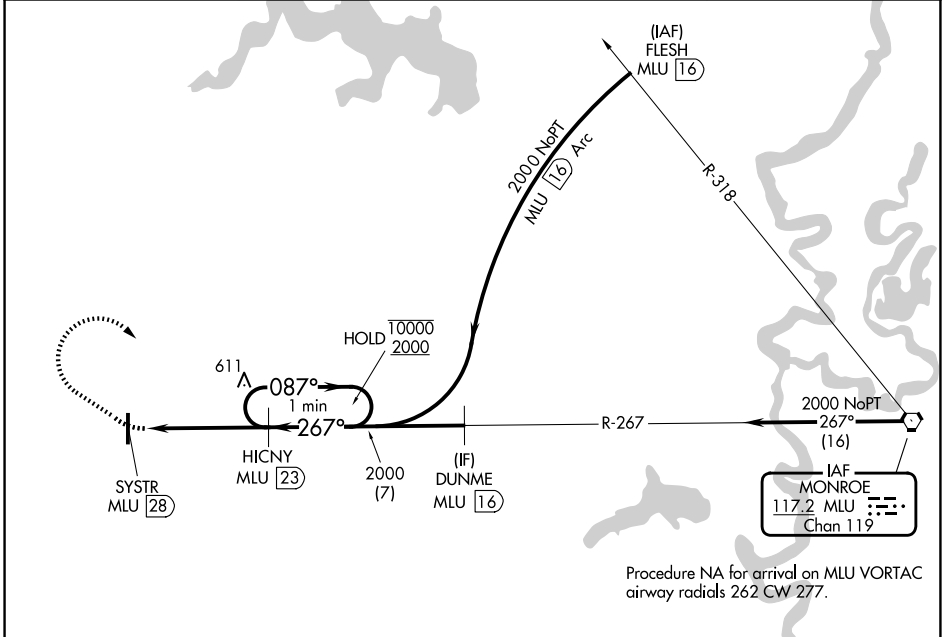 (IAF)
FLESH
MLU 16
2000 NoPT
MLU 16 Arc
R-318
HOLD 10000
2000
611
087°
1 min
267°
HICNY
MLU 23
SYSTR
MLU 28
2000
(7)
(IF)
DUNME
MLU 16
R-267
2000 NoPT
267°
(16)
IAF
MONROE
117.2 MLU
Chan 119
Procedure NA for arrival on MLU VORTAC
airway radials 262 CW 277.